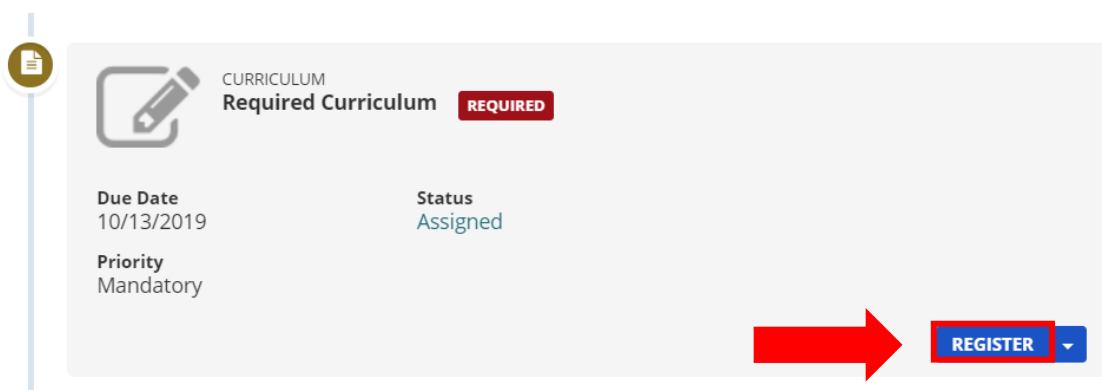 CURRICULUM
Required Curriculum REQUIRED
Due Date Status
10/13/2019 Assigned
Priority
Mandatory
REGISTER